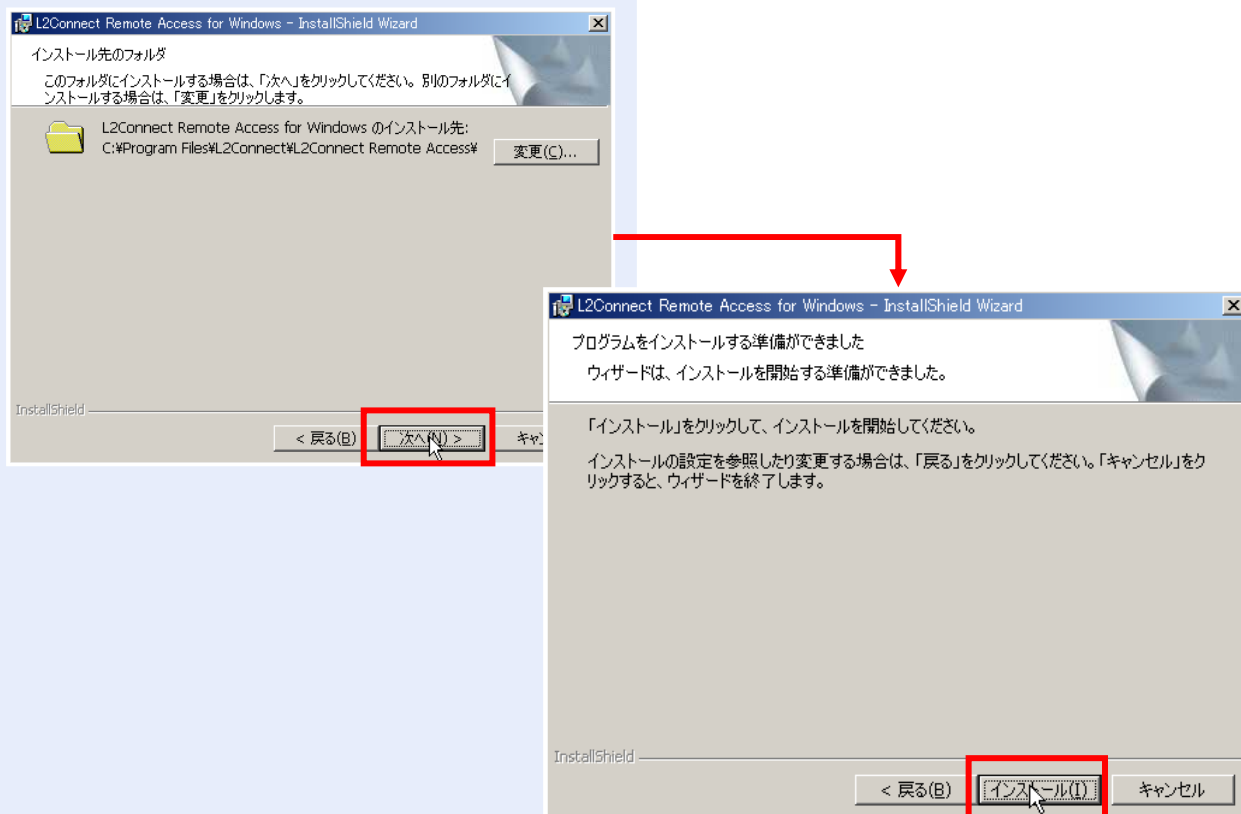 L2Connect Remote Access for Windows - InstallShield Wizard
インストール先のフォルダ
このフォルダにインストールする場合は、「次へ」をクリックしてください。別のフォルダにイ
ンストールする場合は、「変更」をクリックします。
L2Connect Remote Access for Windows のインストール先:
C:¥Program Files¥L2Connect¥L2Connect Remote Access¥
変更(C)...
InstallShield
< 戻る(B)
次へ(N) >
キャン
L2Connect Remote Access for Windows - InstallShield Wizard
プログラムをインストールする準備ができました
ウィザードは、インストールを開始する準備ができました。
「インストール」をクリックして、インストールを開始してください。
インストールの設定を参照したり変更する場合は、「戻る」をクリックしてください。「キャンセル」をク
リックすると、ウィザードを終了します。
InstallShield
< 戻る(B)
インストール(I)
キャンセル